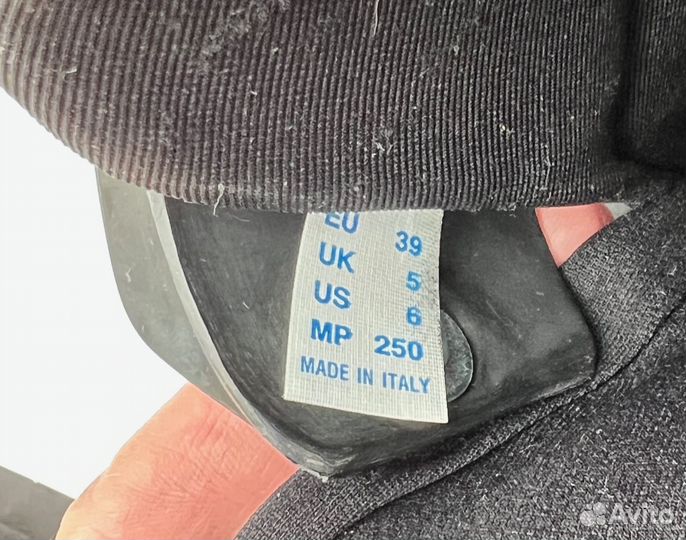 EU 39
UK 5
US 6
MP 250
MADE IN ITALY
Avito